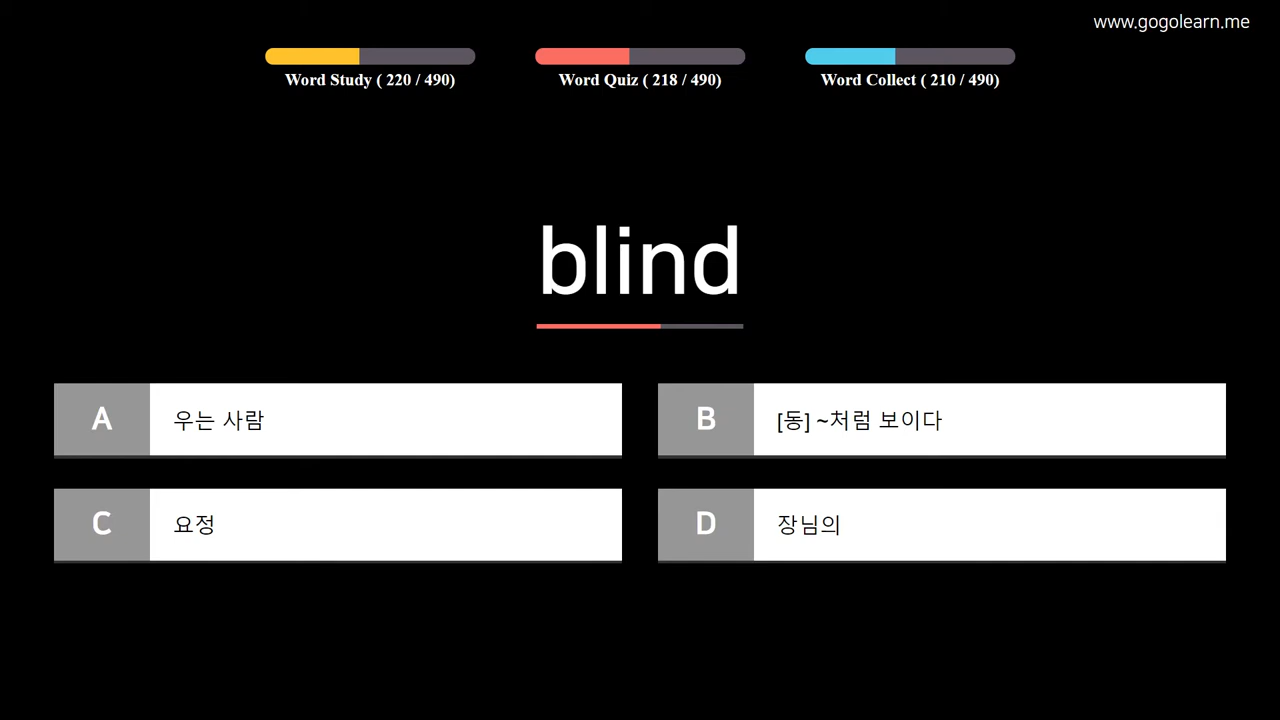 www.gogolearn.me
Word Study ( 220 / 490)
Word Quiz ( 218 / 490)
Word Collect ( 210 / 490)
blind
A 우는 사람
B [동] ~처럼 보이다
C 요정
D 장님의